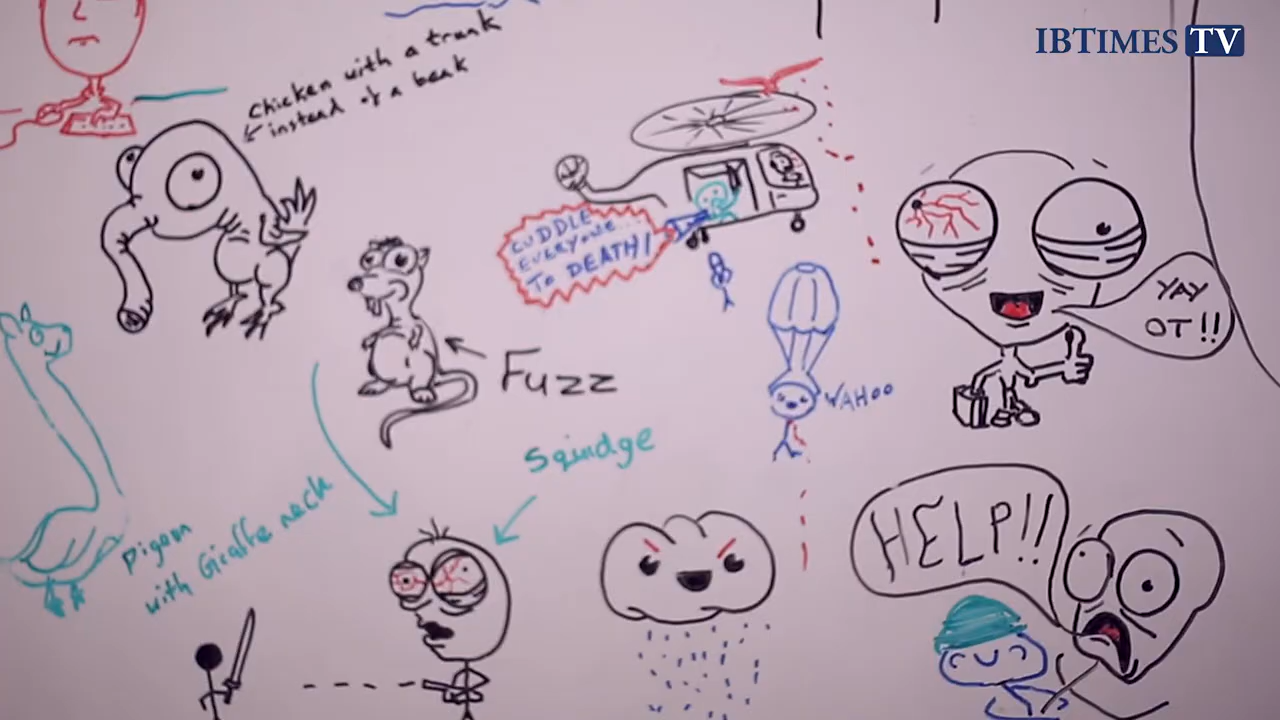 IBTIMES TV
Chicken with a trunk
instead of a beak
CUDDLE
EVERYONE...
TO DEATH!
YAY
OT!!
Fuzz
WAHOO
Squidge
Pigeon
with Giraffe neck
HELP!!